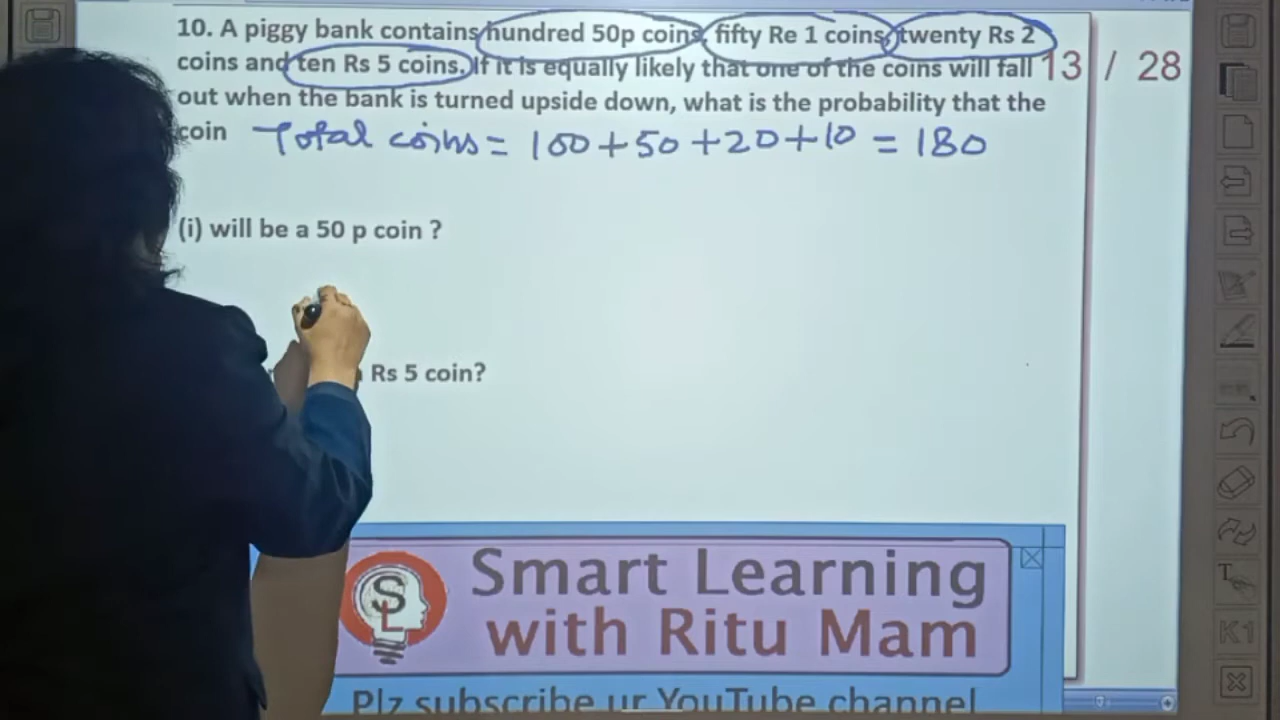 10. A piggy bank contains hundred 50p coins, fifty Re 1 coins, twenty Rs 2
coins and ten Rs 5 coins. If it is equally likely that one of the coins will fall
13 / 28
out when the bank is turned upside down, what is the probability that the
coin Total coins = 100+50+20+10 = 180
(i) will be a 50 p coin ?
Rs 5 coin?
SL
Smart Learning
with Ritu Mam
Plz subscribe ur YouTube channel
T
K1